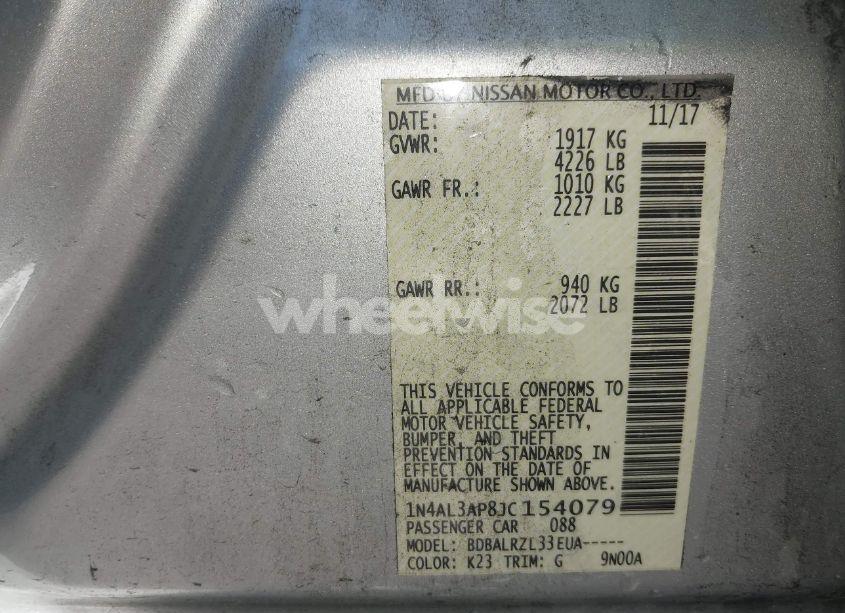 MFD BY NISSAN MOTOR CO., LTD.
DATE: 11/17
GVWR: 1917 KG
4226 LB
GAWR FR.: 1010 KG
2227 LB
GAWR RR.: 940 KG
2072 LB
wheelwise
THIS VEHICLE CONFORMS TO
ALL APPLICABLE FEDERAL
MOTOR VEHICLE SAFETY,
BUMPER, AND THEFT
PREVENTION STANDARDS IN
EFFECT ON THE DATE OF
MANUFACTURE SHOWN ABOVE.
1N4AL3AP8JC154079
PASSENGER CAR 088
MODEL: BDBALRZL33EUA-----
COLOR: K23 TRIM: G 9N00A